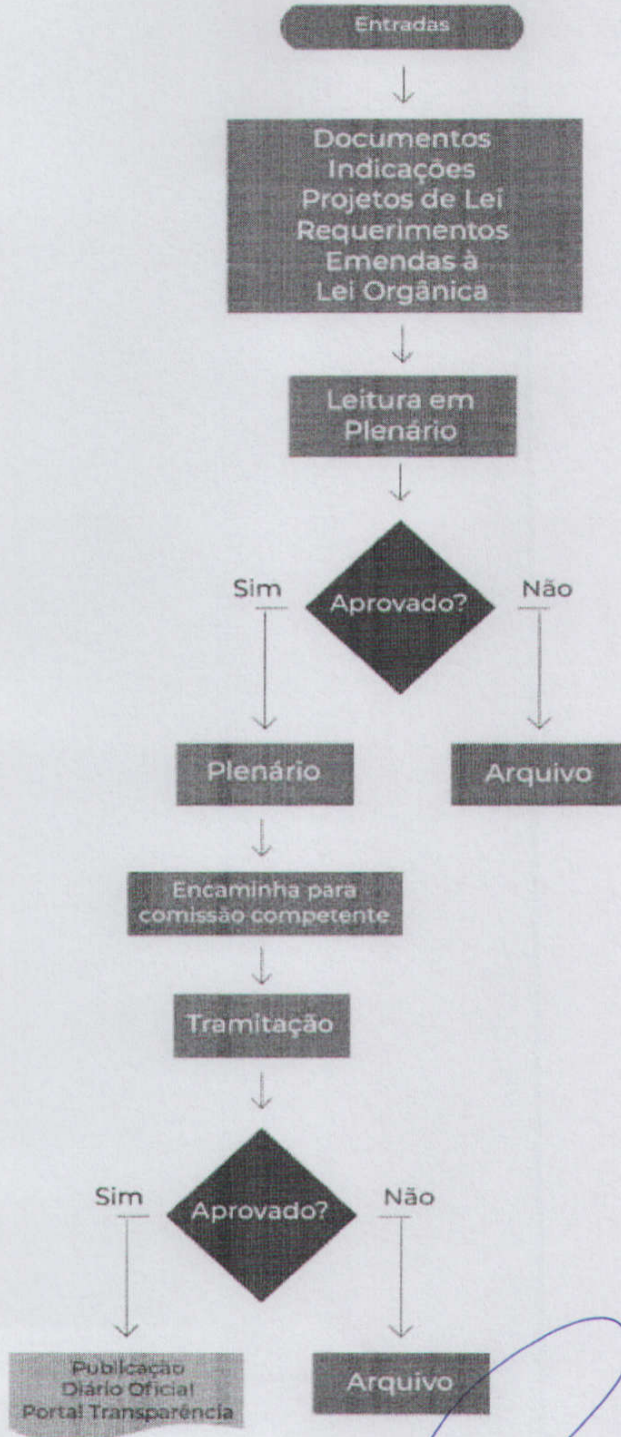 Entradas
Documentos
Indicações
Projetos de Lei
Requerimentos
Emendas à
Lei Orgânica
Leitura em
Plenário
Sim
Aprovado?
Não
Plenário
Arquivo
Encaminha para
comissão competente
Tramitação
Sim
Aprovado?
Não
Publicação
Diário Oficial
Portal Transparência
Arquivo